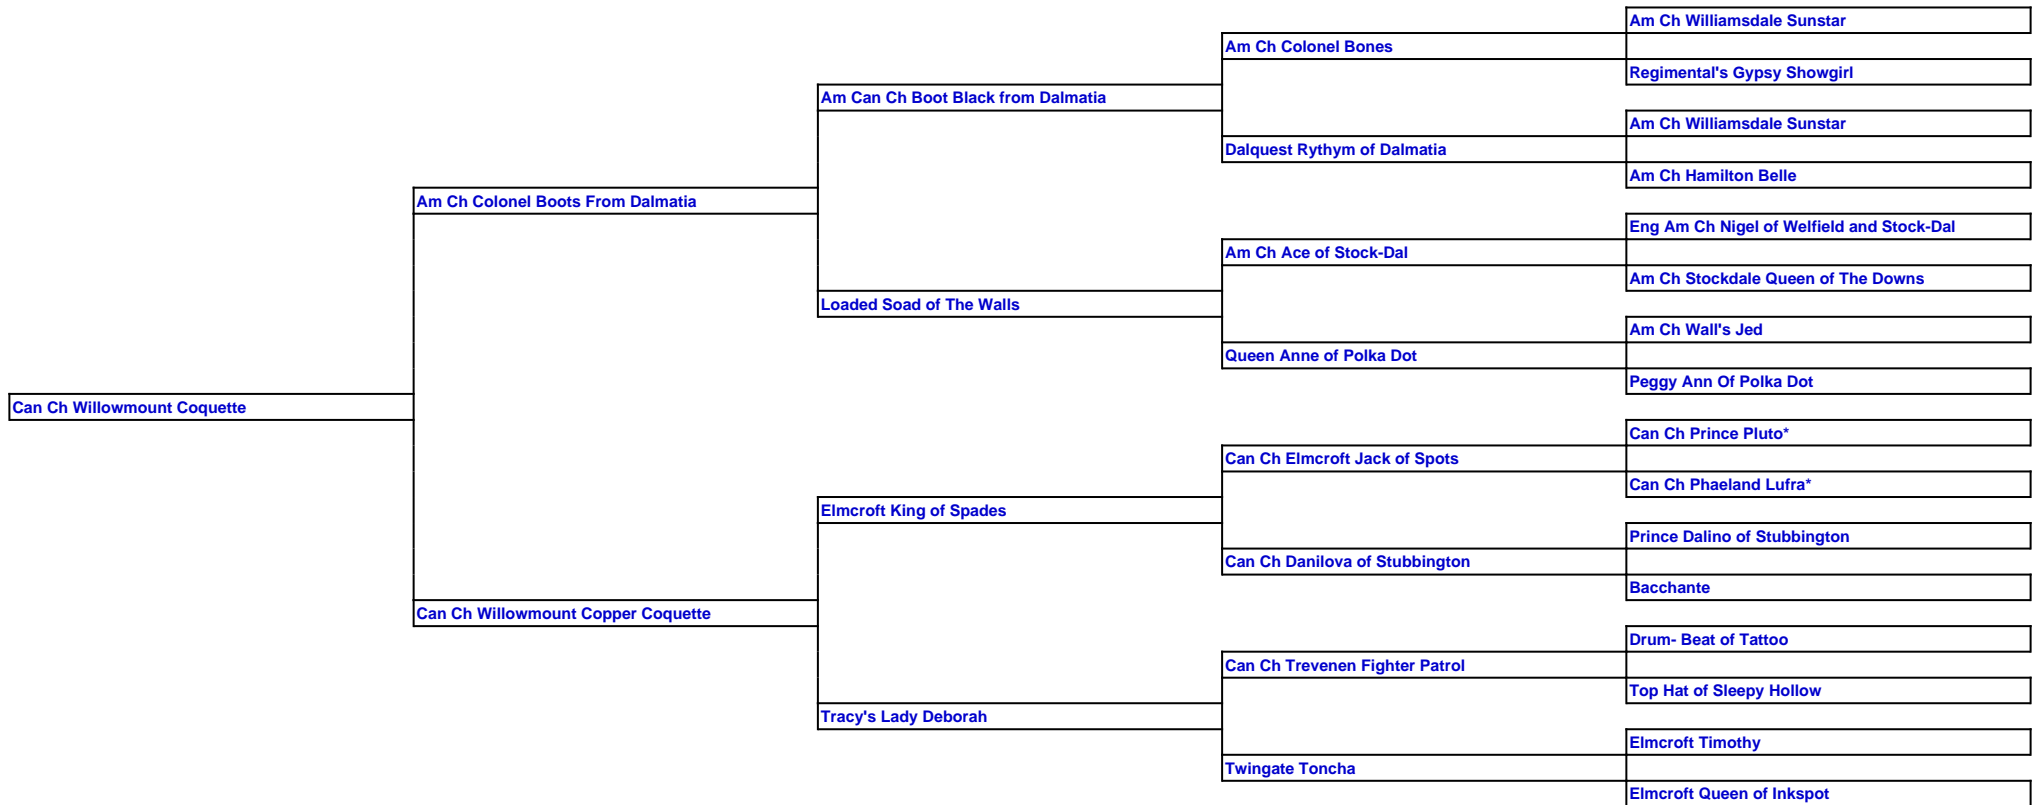 Am Ch Williamsdale Sunstar
Am Ch Colonel Bones
Regimental's Gypsy Showgirl
Am Can Ch Boot Black from Dalmatia
Am Ch Williamsdale Sunstar
Dalquest Rythym of Dalmatia
Am Ch Hamilton Belle
Am Ch Colonel Boots From Dalmatia
Eng Am Ch Nigel of Welfield and Stock-Dal
Am Ch Ace of Stock-Dal
Am Ch Stockdale Queen of The Downs
Loaded Soad of The Walls
Am Ch Wall's Jed
Queen Anne of Polka Dot
Peggy Ann Of Polka Dot
Can Ch Willowmount Coquette
Can Ch Prince Pluto*
Can Ch Elmcroft Jack of Spots
Can Ch Phaeland Lufra*
Elmcroft King of Spades
Prince Dalino of Stubbington
Can Ch Danilova of Stubbington
Bacchante
Can Ch Willowmount Copper Coquette
Drum- Beat of Tattoo
Can Ch Trevenen Fighter Patrol
Top Hat of Sleepy Hollow
Tracy's Lady Deborah
Elmcroft Timothy
Twingate Toncha
Elmcroft Queen of Inkspot